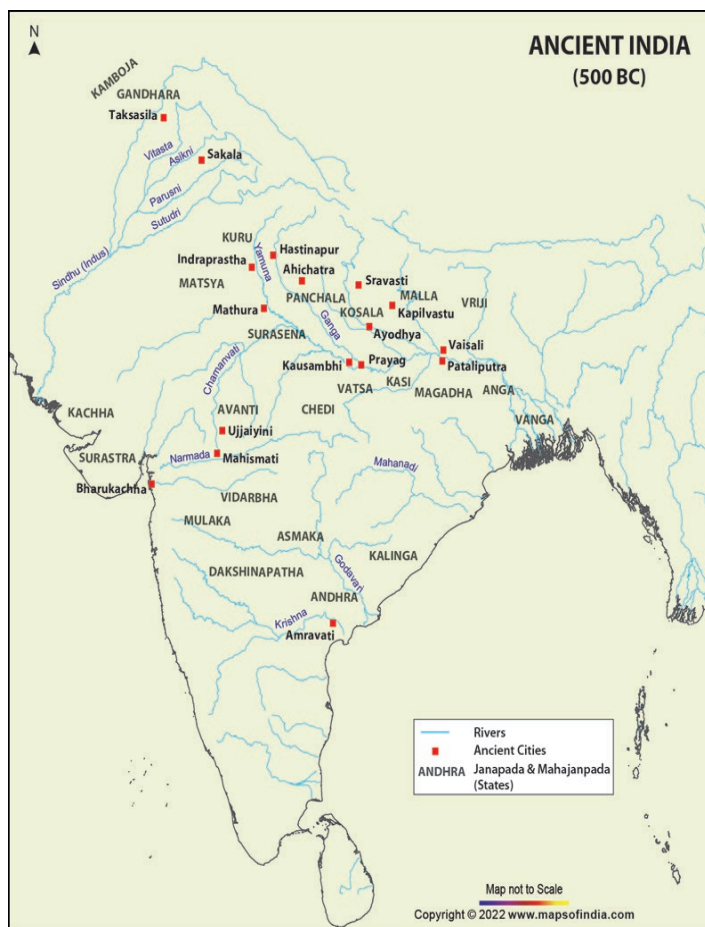 N
ANCIENT INDIA
(500 BC)
KAMBOJA
GANDHARA
Taksasila
Vitasta
Asikni
Sakala
Parusni
Sutudri
Sindhu (Indus)
KURU
Yamuna
Hastinapur
Indraprastha
Ahichatra
Sravasti
MATSYA
PANCHALA
MALLA
VRIJI
Kapilvastu
KOSALA
Mathura
Ganga
Ayodhya
SURASENA
Vaisali
Kausambhi
Prayag
Pataliputra
Chamanvati
VATSA
KASI
MAGADHA
ANGA
KACHHA
AVANTI
CHEDI
VANGA
Ujjaiyini
SURASTRA
Narmada
Mahismati
Mahanadi
Bharukachha
VIDARBHA
MULAKA
ASMAKA
KALINGA
DAKSHINAPATHA
Godavari
ANDHRA
Krishna
Amravati
Rivers
Ancient Cities
ANDHRA Janapada & Mahajanpada
(States)
Map not to Scale
Copyright © 2022 www.mapsofindia.com